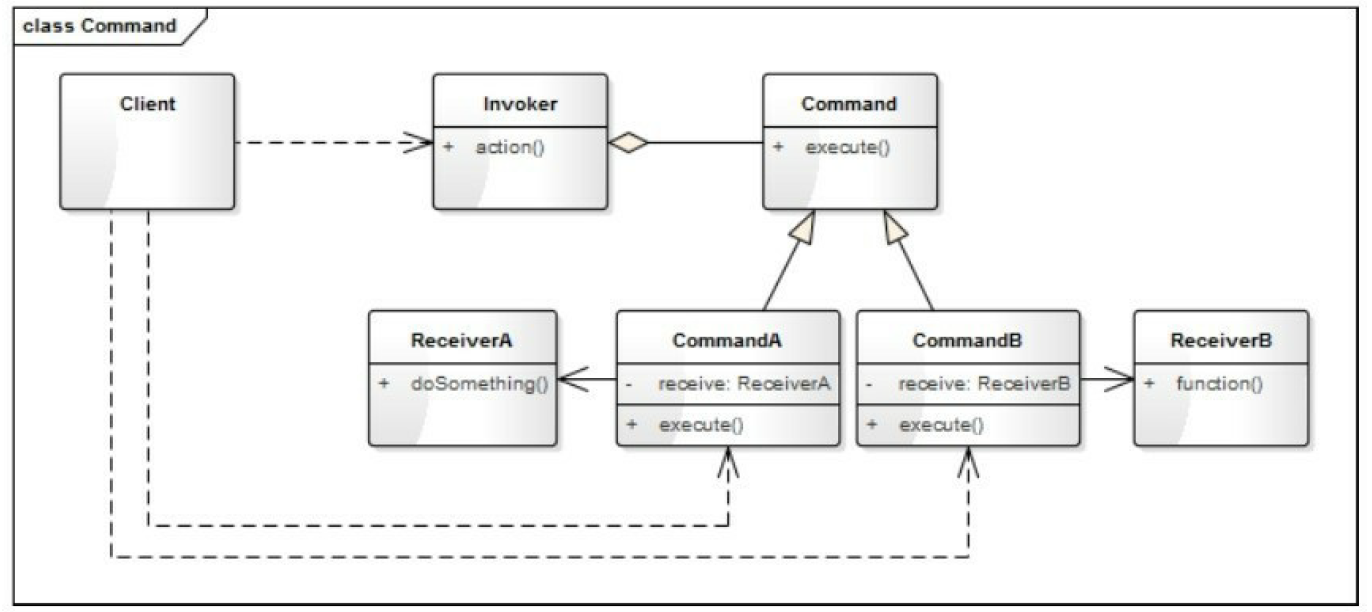 class Command
Client
Invoker
+ action()
Command
+ execute()
ReceiverA
+ doSomething()
CommandA
- receive: ReceiverA
+ execute()
CommandB
- receive: ReceiverB
+ execute()
ReceiverB
+ function()